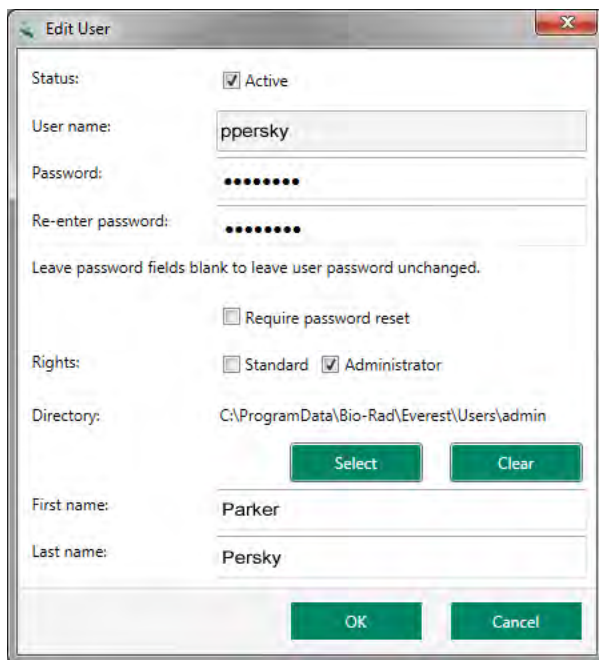 Edit User
Status: Active
User name: ppersky
Password: ••••••••
Re-enter password: ••••••••
Leave password fields blank to leave user password unchanged.
Require password reset
Rights: Standard Administrator
Directory: C:\ProgramData\Bio-Rad\Everest\Users\admin
Select Clear
First name: Parker
Last name: Persky
OK Cancel